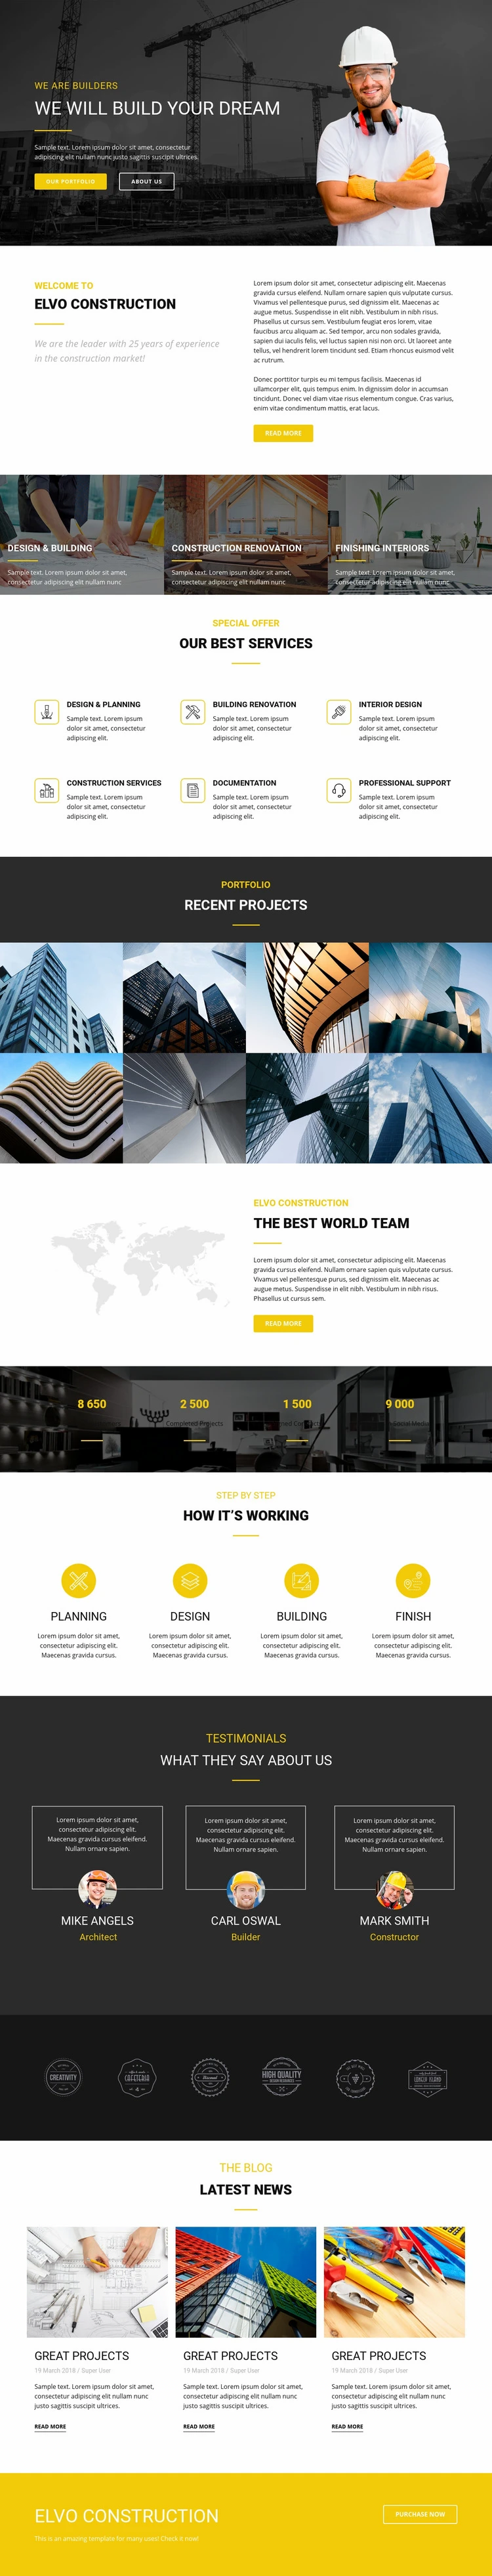 WE ARE BUILDERS
WE WILL BUILD YOUR DREAM
Sample text. Lorem ipsum dolor sit amet, consectetur
adipiscing elit nullam nunc justo sagittis suscipit ultrices.
OUR PORTFOLIO
ABOUT US
WELCOME TO
ELVO CONSTRUCTION
We are the leader with 25 years of experience
in the construction market!
Lorem ipsum dolor sit amet, consectetur adipiscing elit. Maecenas
gravida cursus eleifend. Nullam ornare sapien quis vulputate cursus.
Vivamus vel pellentesque purus, sed dignissim elit. Maecenas ac
augue metus. Suspendisse in elit nibh. Vestibulum in nibh risus.
Phasellus ut cursus sem. Vestibulum feugiat eros lorem, vitae
faucibus arcu aliquam ac. Sed tempor, arcu non sodales gravida,
sapien dui iaculis felis, vel luctus sapien nisi non orci. Ut laoreet ante
tellus, vel hendrerit lorem tincidunt sed. Etiam rhoncus euismod velit
ac rutrum.
Donec porttitor turpis eu mi tempus facilisis. Maecenas id
ullamcorper elit, quis tempus enim. In dignissim dolor in accumsan
tincidunt. Donec vel diam vitae risus elementum congue. Cras varius,
enim vitae condimentum mattis, erat lacus.
READ MORE
DESIGN & BUILDING
Sample text. Lorem ipsum dolor sit amet,
consectetur adipiscing elit nullam nunc
CONSTRUCTION RENOVATION
Sample text. Lorem ipsum dolor sit amet,
consectetur adipiscing elit nullam nunc
FINISHING INTERIORS
Sample text. Lorem ipsum dolor sit amet,
consectetur adipiscing elit nullam nunc
SPECIAL OFFER
OUR BEST SERVICES
DESIGN & PLANNING
Sample text. Lorem ipsum
dolor sit amet, consectetur
adipiscing elit.
BUILDING RENOVATION
Sample text. Lorem ipsum
dolor sit amet, consectetur
adipiscing elit.
INTERIOR DESIGN
Sample text. Lorem ipsum
dolor sit amet, consectetur
adipiscing elit.
CONSTRUCTION SERVICES
Sample text. Lorem ipsum
dolor sit amet, consectetur
adipiscing elit.
DOCUMENTATION
Sample text. Lorem ipsum
dolor sit amet, consectetur
adipiscing elit.
PROFESSIONAL SUPPORT
Sample text. Lorem ipsum
dolor sit amet, consectetur
adipiscing elit.
PORTFOLIO
RECENT PROJECTS
ELVO CONSTRUCTION
THE BEST WORLD TEAM
Lorem ipsum dolor sit amet, consectetur adipiscing elit. Maecenas
gravida cursus eleifend. Nullam ornare sapien quis vulputate cursus.
Vivamus vel pellentesque purus, sed dignissim elit. Maecenas ac
augue metus. Suspendisse in elit nibh. Vestibulum in nibh risus.
Phasellus ut cursus sem.
READ MORE
8 650
2 500
1 500
9 000
Completed Projects
STEP BY STEP
HOW IT'S WORKING
PLANNING
Lorem ipsum dolor sit amet,
consectetur adipiscing elit.
Maecenas gravida cursus.
DESIGN
Lorem ipsum dolor sit amet,
consectetur adipiscing elit.
Maecenas gravida cursus.
BUILDING
Lorem ipsum dolor sit amet,
consectetur adipiscing elit.
Maecenas gravida cursus.
FINISH
Lorem ipsum dolor sit amet,
consectetur adipiscing elit.
Maecenas gravida cursus.
TESTIMONIALS
WHAT THEY SAY ABOUT US
Lorem ipsum dolor sit amet,
consectetur adipiscing elit.
Maecenas gravida cursus eleifend.
Nullam ornare sapien.
MIKE ANGELS
Architect
Lorem ipsum dolor sit amet,
consectetur adipiscing elit.
Maecenas gravida cursus eleifend.
Nullam ornare sapien.
CARL OSWAL
Builder
Lorem ipsum dolor sit amet,
consectetur adipiscing elit.
Maecenas gravida cursus eleifend.
Nullam ornare sapien.
MARK SMITH
Constructor
CREATIVITY
CAFETERIA
HIGH QUALITY
THE BLOG
LATEST NEWS
GREAT PROJECTS
19 March 2018 / Super User
Sample text. Lorem ipsum dolor sit amet,
consectetur adipiscing elit nullam nunc
justo sagittis suscipit ultrices.
READ MORE
GREAT PROJECTS
19 March 2018 / Super User
Sample text. Lorem ipsum dolor sit amet,
consectetur adipiscing elit nullam nunc
justo sagittis suscipit ultrices.
READ MORE
GREAT PROJECTS
19 March 2018 / Super User
Sample text. Lorem ipsum dolor sit amet,
consectetur adipiscing elit nullam nunc
justo sagittis suscipit ultrices.
READ MORE
ELVO CONSTRUCTION
This is an amazing template for many uses! Check it now!
PURCHASE NOW